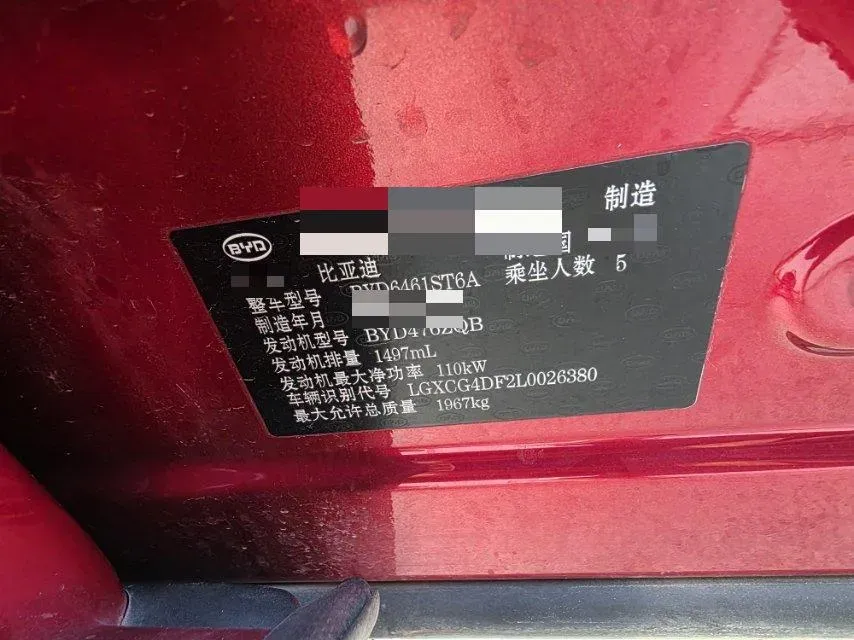 制造
BYD
比亚迪
乘坐人数 5
整车型号 BYD6461ST6A
制造年月
发动机型号 BYD476ZQB
发动机排量 1497mL
发动机最大净功率 110kW
车辆识别代号 LGXCG4DF2L0026380
最大允许总质量 1967kg